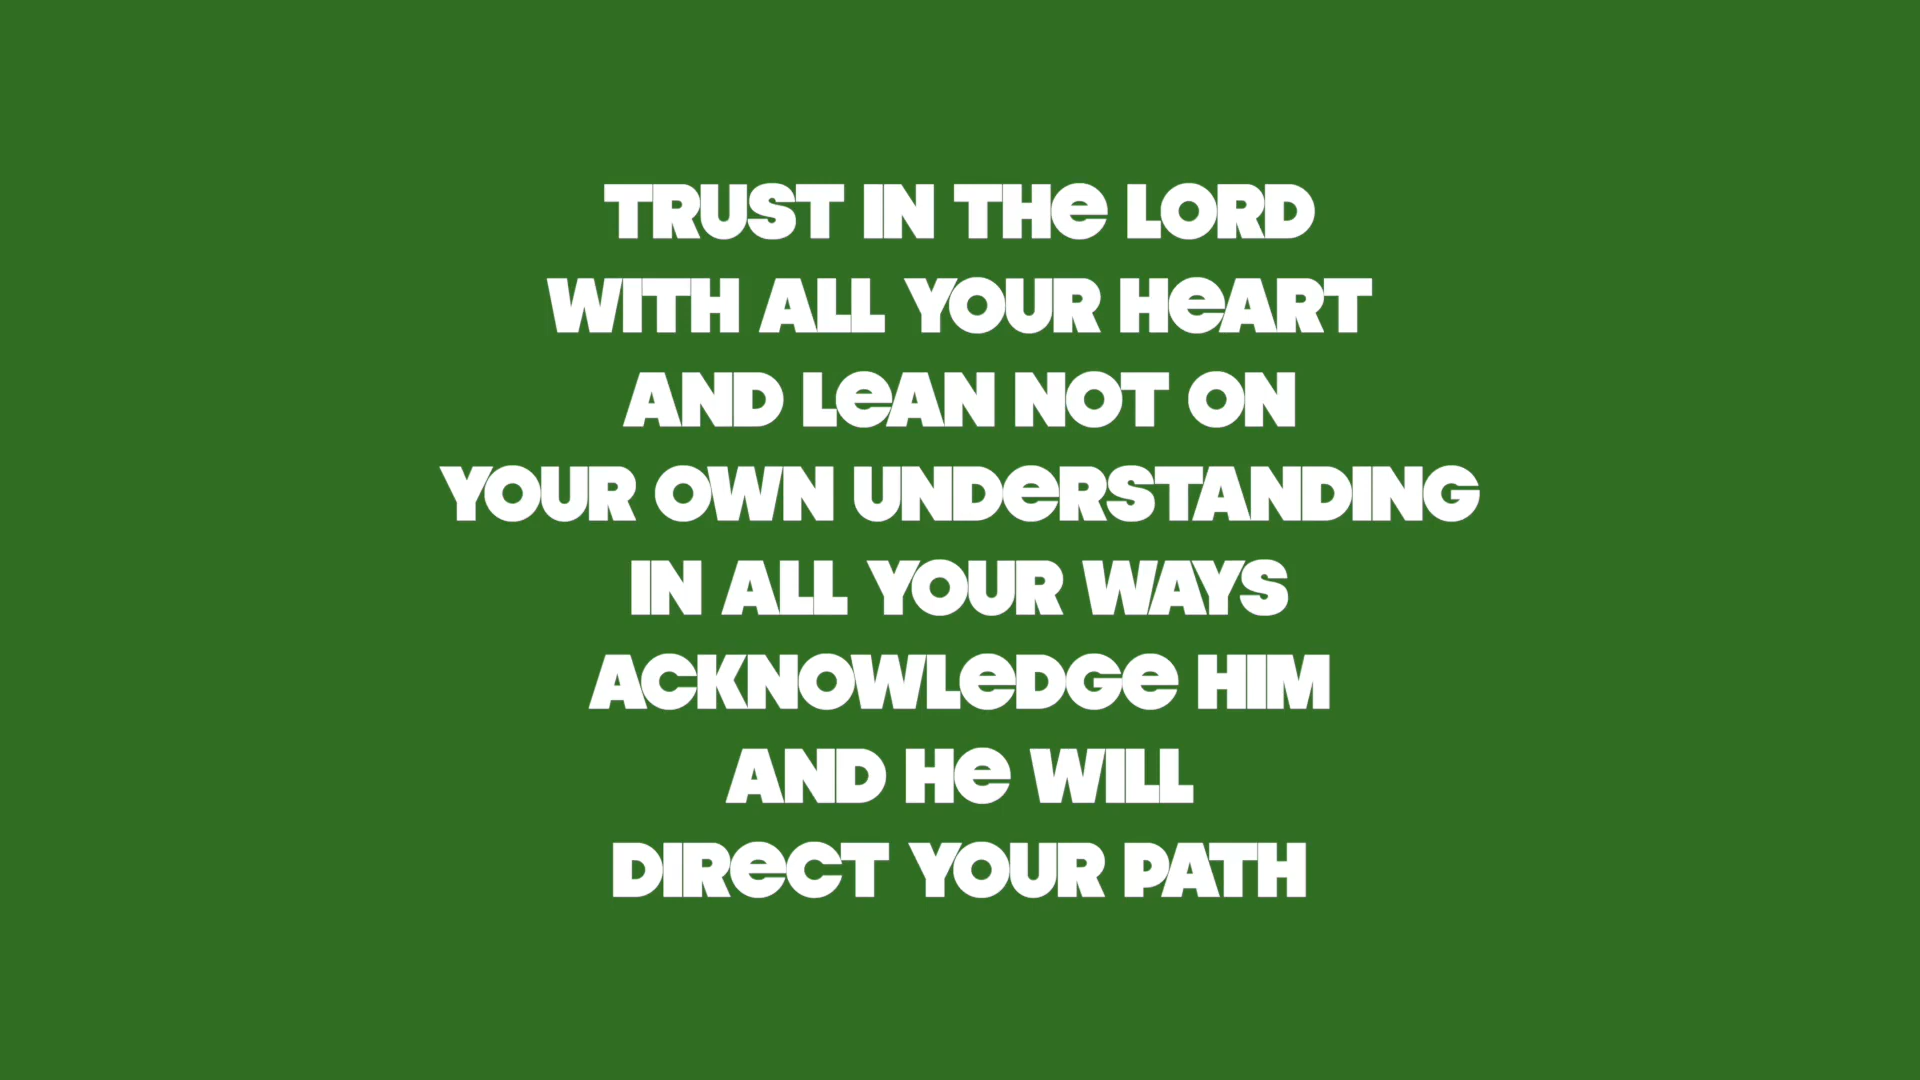 TRUST IN THe LORD
WITH ALL YOUR HeART
AND LeAN NOT ON
YOUR OWN UNDeRSTANDING
IN ALL YOUR WAYS
ACKNOWLeDGe HIM
AND He WILL
DIReCT YOUR PATH